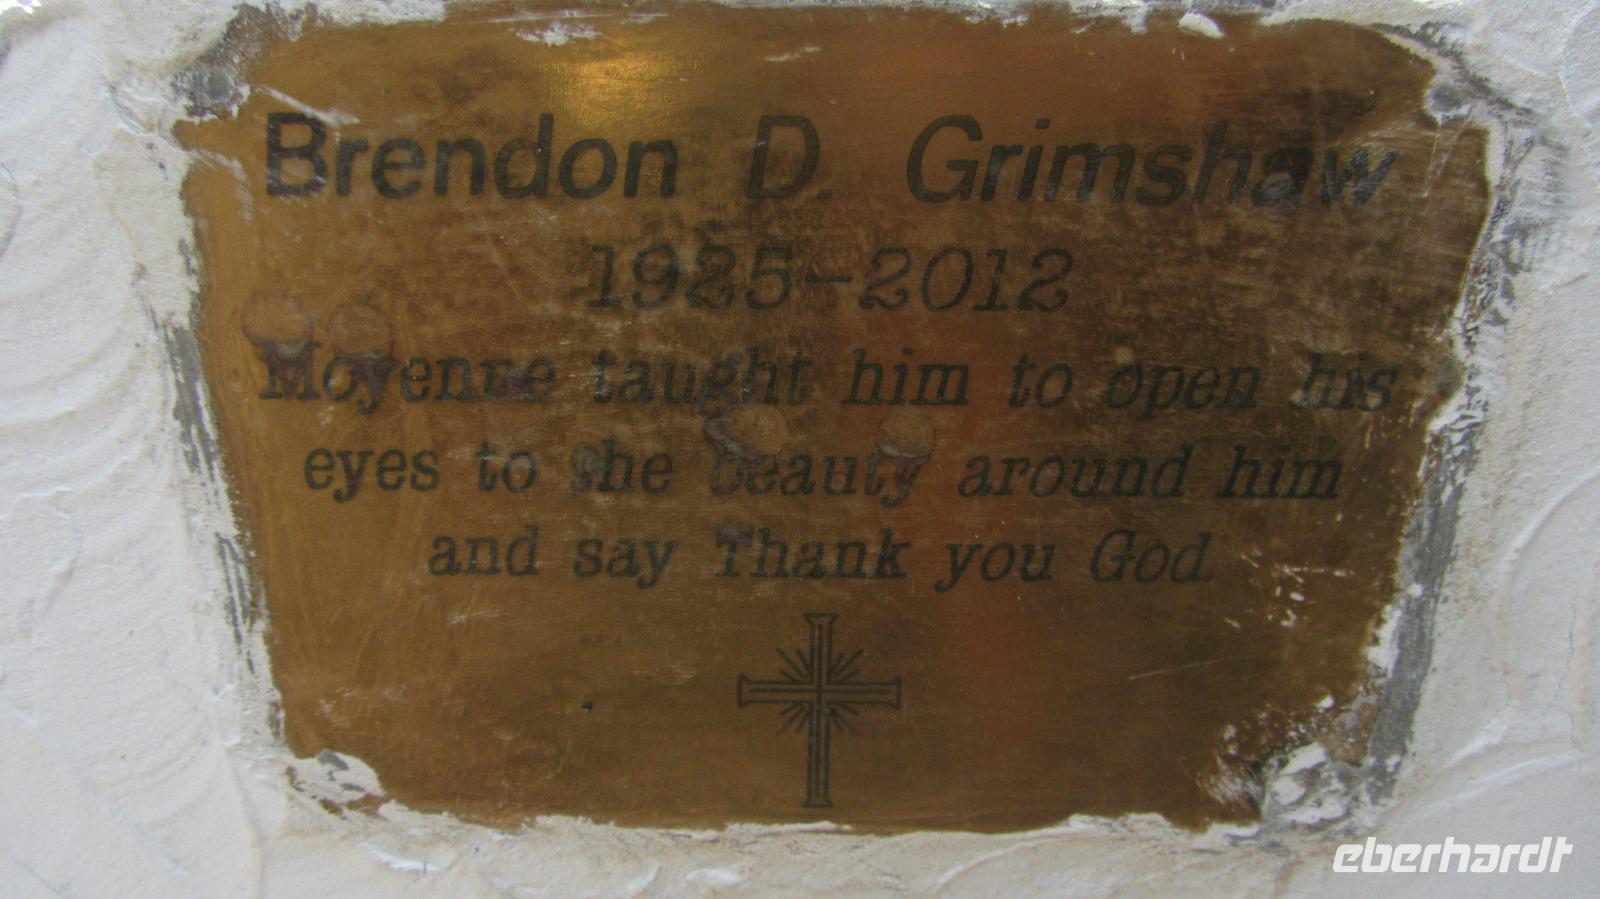 Brendon D. Grimshaw
1925-2012
Moyenne taught him to open his
eyes to the beauty around him
and say Thank you God
eberhardt